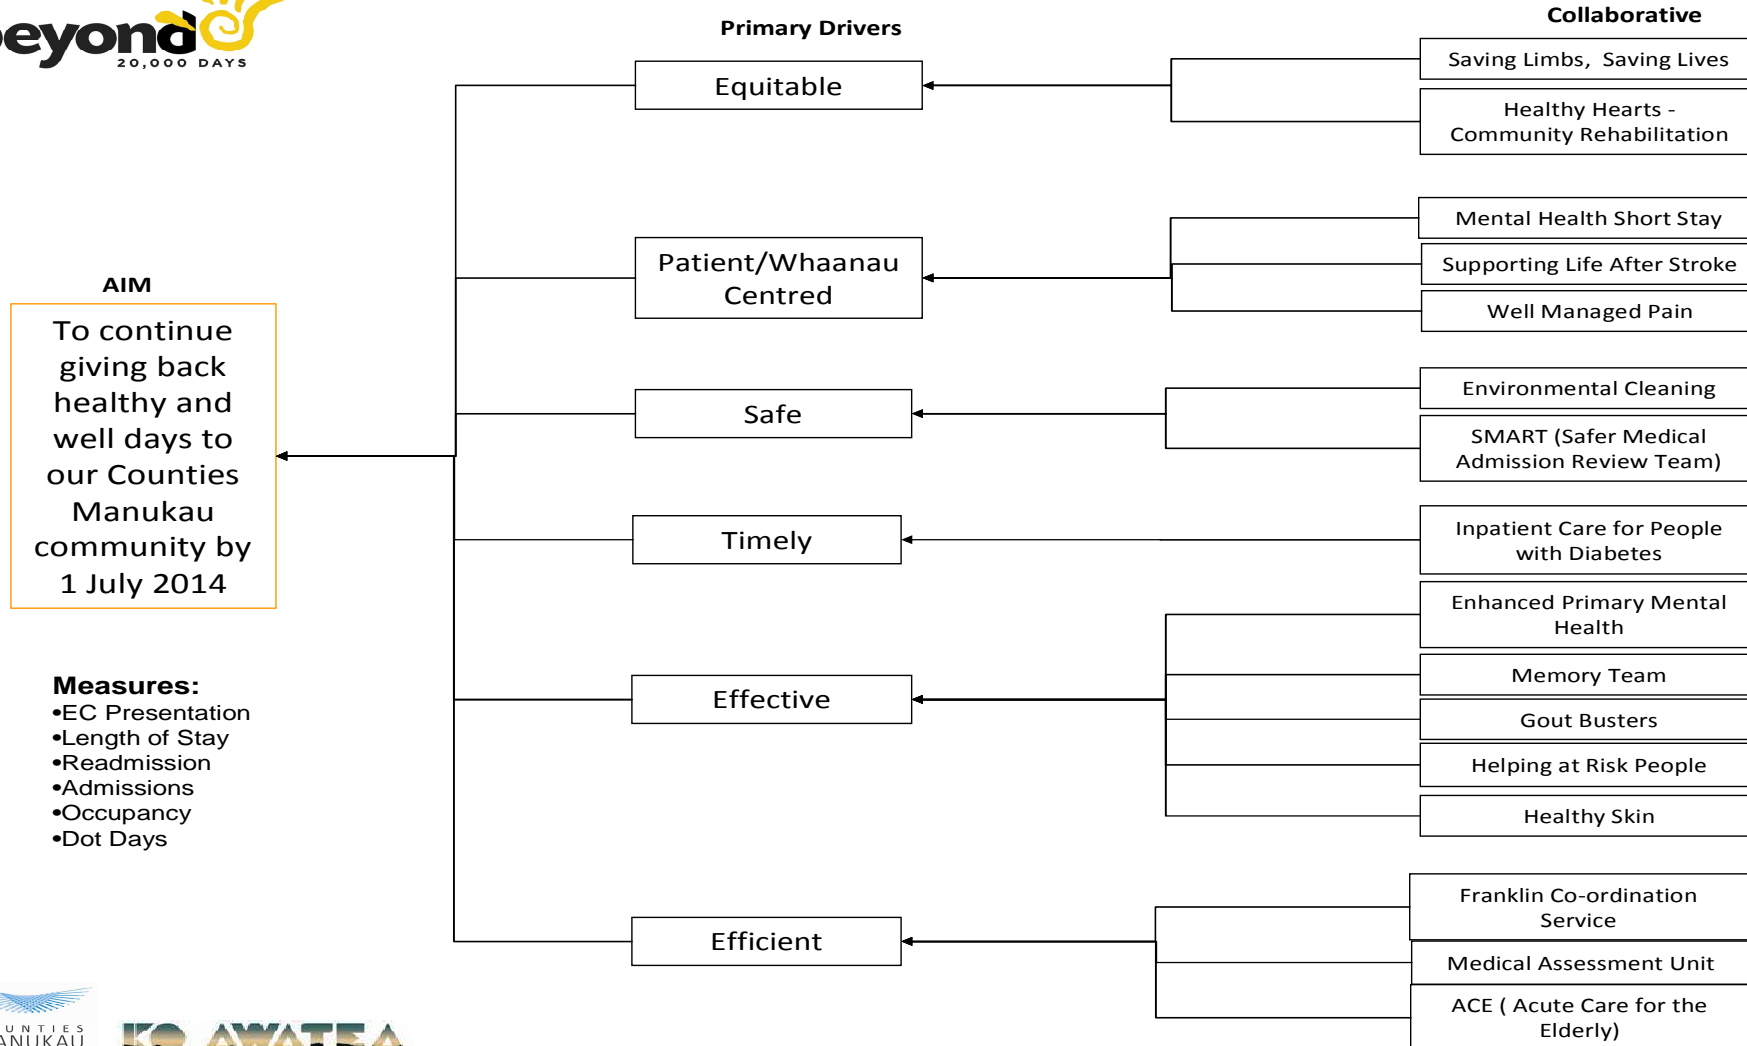 beyond
20,000 DAYS
Primary Drivers
Collaborative
Equitable
Saving Limbs, Saving Lives
Healthy Hearts -
Community Rehabilitation
Patient/Whaanau
Centred
Mental Health Short Stay
Supporting Life After Stroke
Well Managed Pain
AIM
To continue
giving back
healthy and
well days to
our Counties
Manukau
community by
1 July 2014
Safe
Environmental Cleaning
SMART (Safer Medical
Admission Review Team)
Timely
Inpatient Care for People
with Diabetes
Measures:
•EC Presentation
•Length of Stay
•Readmission
•Admissions
•Occupancy
•Dot Days
Effective
Enhanced Primary Mental
Health
Memory Team
Gout Busters
Helping at Risk People
Healthy Skin
Efficient
Franklin Co-ordination
Service
Medical Assessment Unit
ACE ( Acute Care for the
Elderly)
OUNTIES
ANUKAU
KO AWATEA